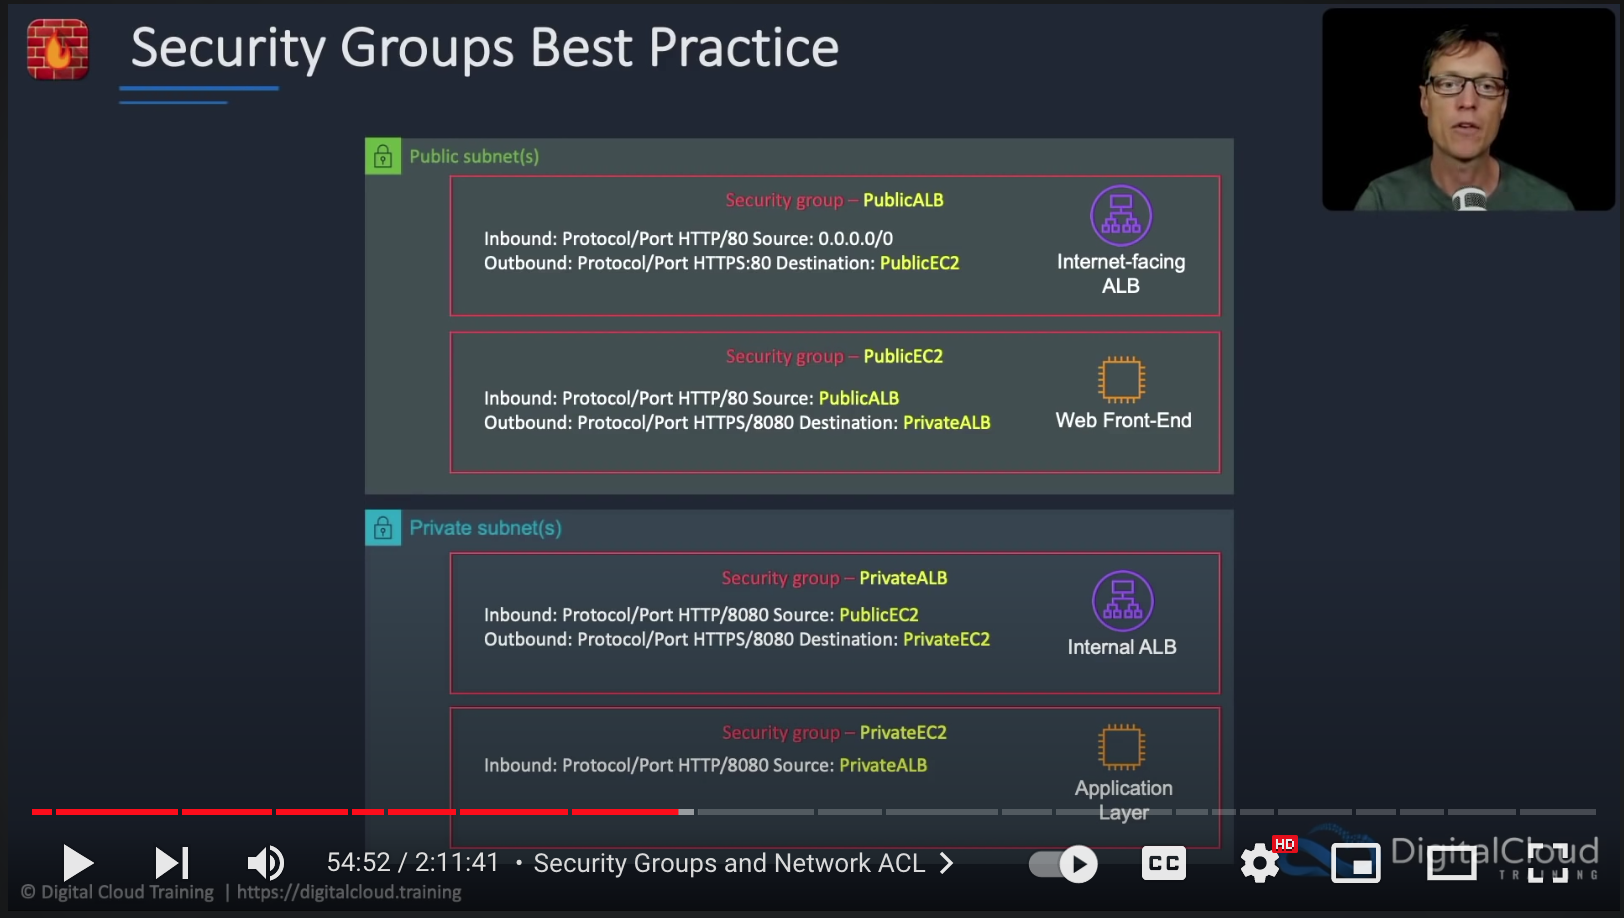 Security Groups Best Practice
Public subnet(s)
Security group – PublicALB
Inbound: Protocol/Port HTTP/80 Source: 0.0.0.0/0
Outbound: Protocol/Port HTTPS:80 Destination: PublicEC2
Internet-facing
ALB
Security group – PublicEC2
Inbound: Protocol/Port HTTP/80 Source: PublicALB
Outbound: Protocol/Port HTTPS/8080 Destination: PrivateALB
Web Front-End
Private subnet(s)
Security group – PrivateALB
Inbound: Protocol/Port HTTP/8080 Source: PublicEC2
Outbound: Protocol/Port HTTPS/8080 Destination: PrivateEC2
Internal ALB
Security group – PrivateEC2
Inbound: Protocol/Port HTTP/8080 Source: PrivateALB
Application
Layer
54:52 / 2:11:41 • Security Groups and Network ACL
CC
HD
DigitalCloud
TRAINING
© Digital Cloud Training | https://digitalcloud.training